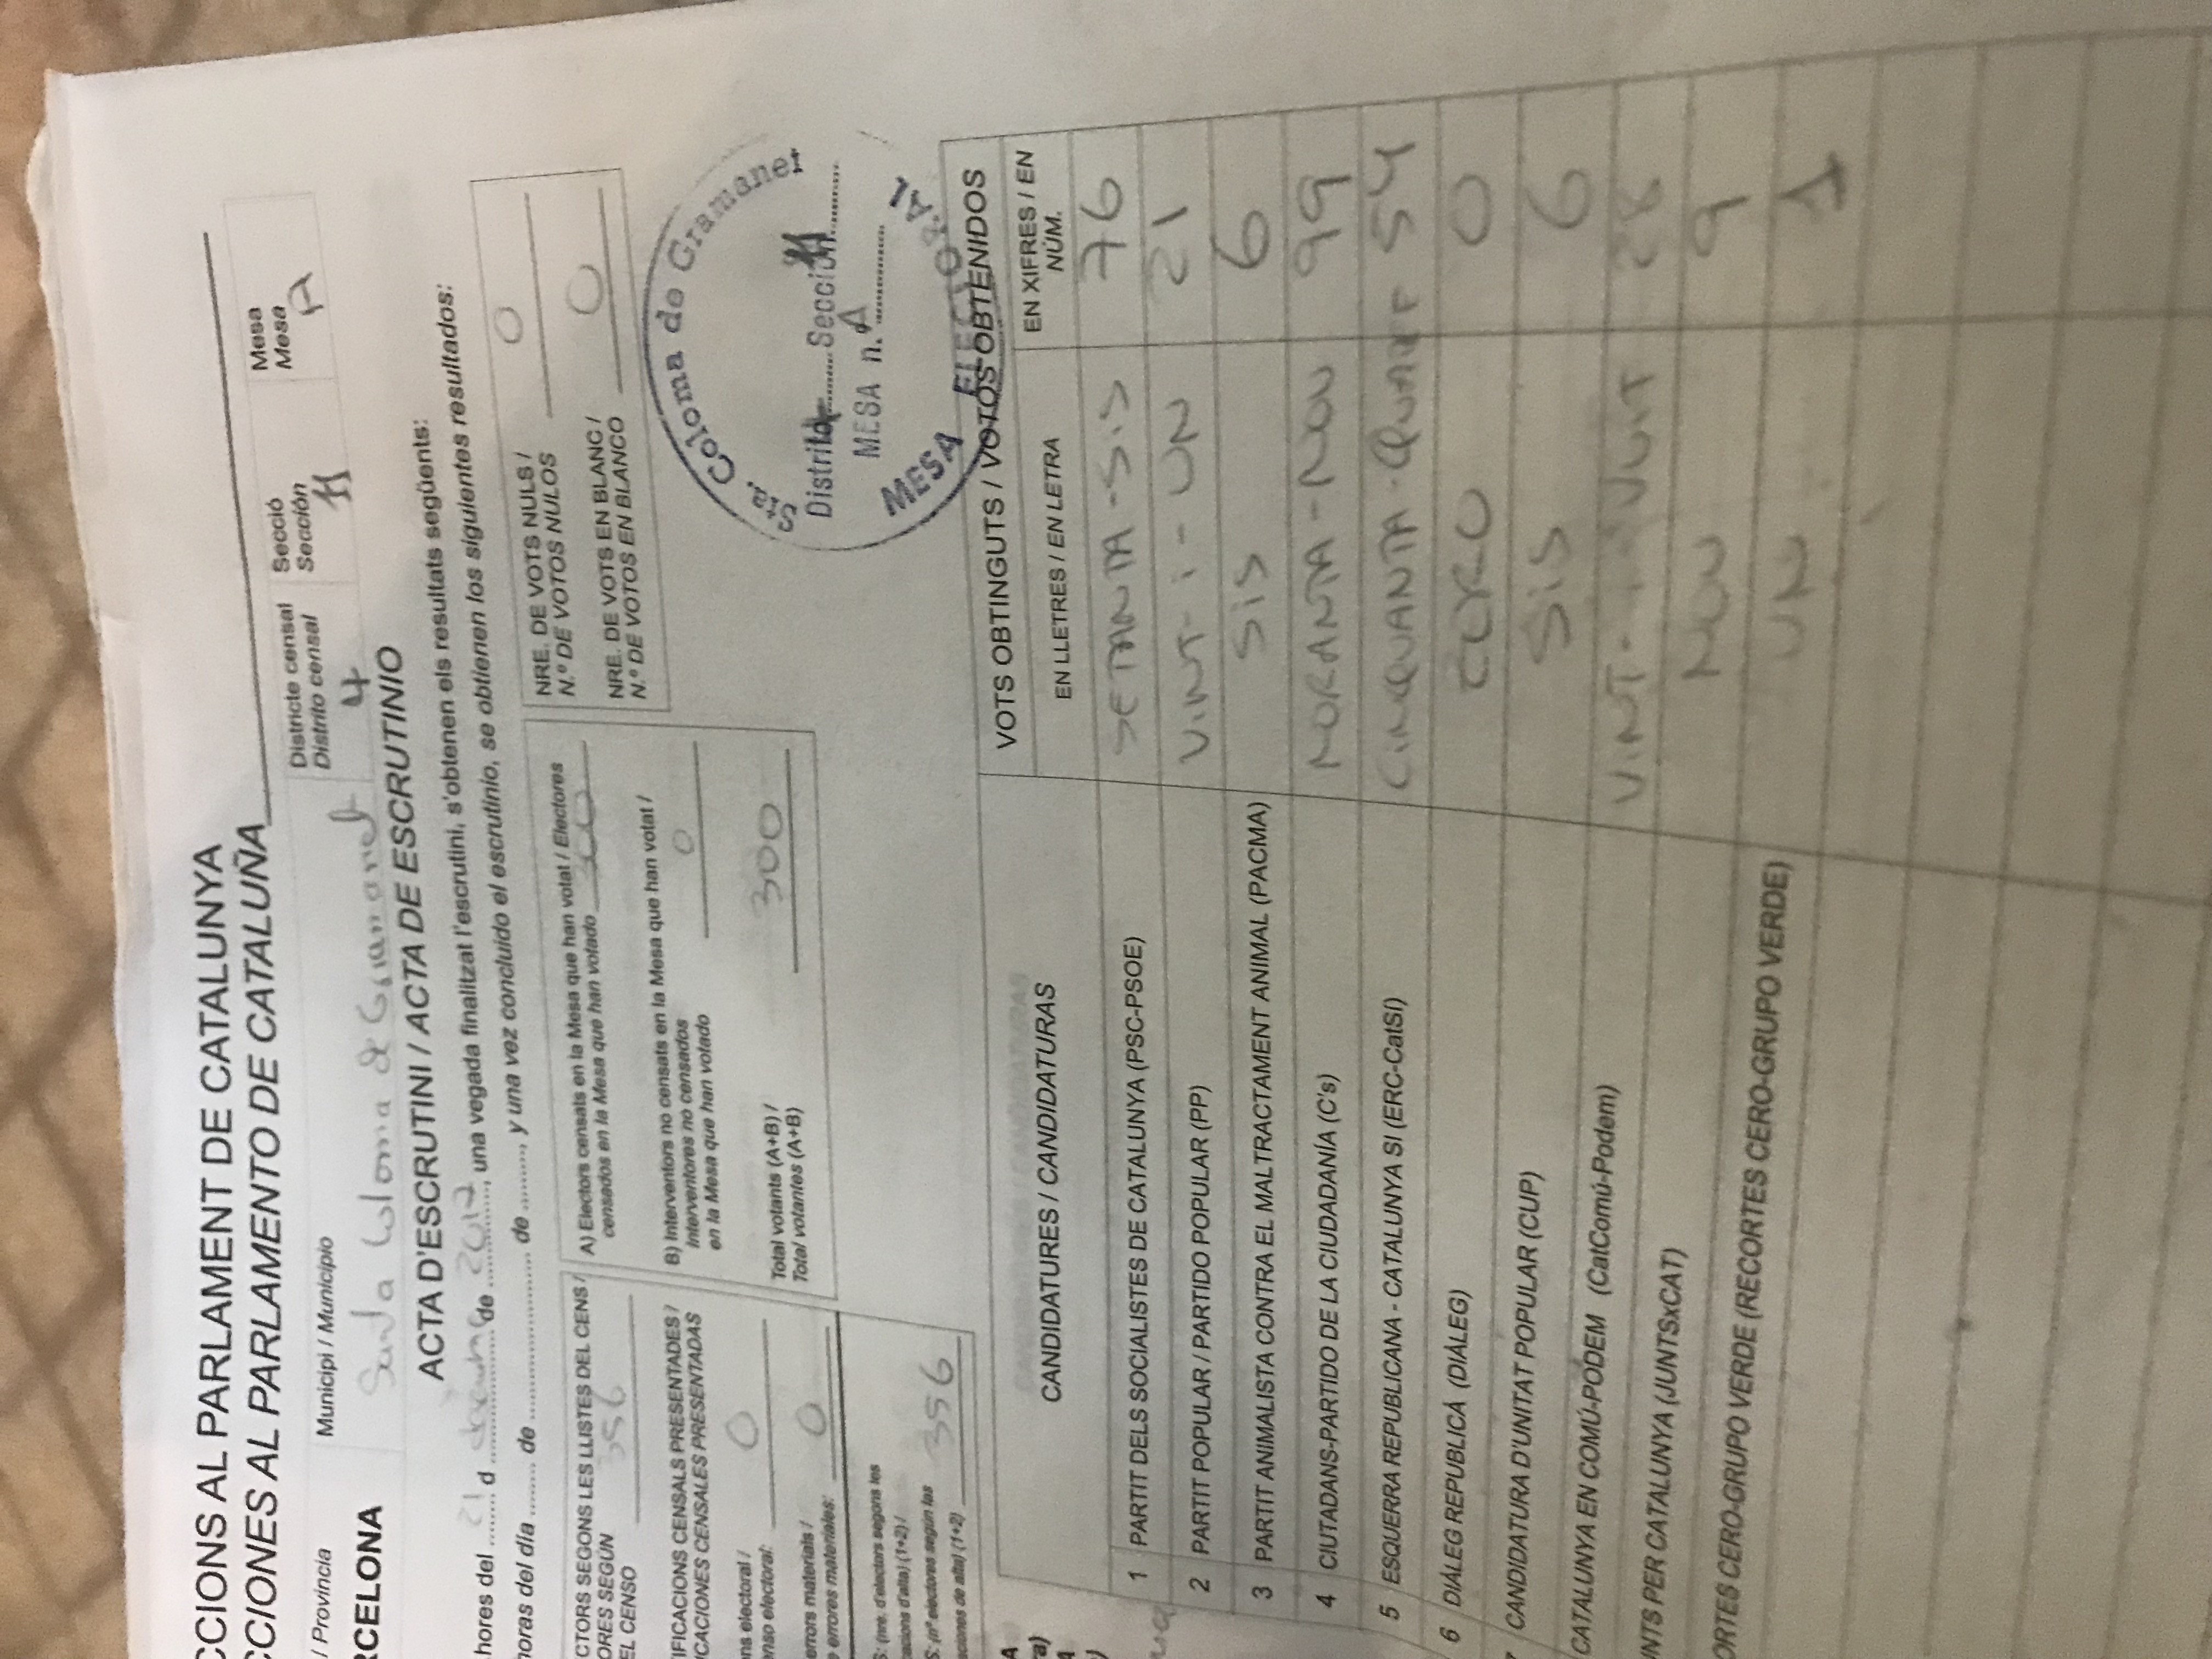 CCIONS AL PARLAMENT DE CATALUNYA
CCIONES AL PARLAMENTO DE CATALUÑA
/ Provincia
RCELONA
Municipi / Municipio
Santa Coloma de Gramanet
Districte censal
Distrito censal
4
Secció
Sección
11
Mesa
Mesa
A
ACTA D'ESCRUTINI / ACTA DE ESCRUTINIO
hores del 21 d desembre de 2017, una vegada finalitzat l'escrutini, s'obtenen els resultats següents:
horas del día ........ de ........................ de ........., y una vez concluido el escrutinio, se obtienen los siguientes resultados:
CTORS SEGONS LES LLISTES DEL CENS /
ORES SEGÚN
EL CENSO 356
IFICACIONS CENSALS PRESENTADES /
ICACIONES CENSALES PRESENTADAS
ns electoral /
nso electoral: 0
errors materials /
e errores materiales: 0
S: (nre. d'electors segons les
cacions d'alta) (1+2) /
S: (nº electores según las
aciones de alta) (1+2) 356
A) Electors censats en la Mesa que han votat / Electores
censados en la Mesa que han votado 300
B) Interventors no censats en la Mesa que han votat /
Interventores no censados
en la Mesa que han votado 0
Total votants (A+B) /
Total votantes (A+B) 300
NRE. DE VOTS NULS /
N.º DE VOTOS NULOS 0
NRE. DE VOTS EN BLANC /
N.º DE VOTOS EN BLANCO 0
Sta. Coloma de Gramanet
Distrito 4 Sección 11
MESA n.º A
MESA ELECTORAL
A
ra)
A
)
CANDIDATURES / CANDIDATURAS
VOTS OBTINGUTS / VOTOS OBTENIDOS
EN LLETRES / EN LETRA
EN XIFRES / EN
NÚM.
1 PARTIT DELS SOCIALISTES DE CATALUNYA (PSC-PSOE) SETANTA-SiS 76
2 PARTIT POPULAR / PARTIDO POPULAR (PP) ViNT-i-UN 21
3 PARTIT ANIMALISTA CONTRA EL MALTRACTAMENT ANIMAL (PACMA) SiS 6
4 CIUTADANS-PARTIDO DE LA CIUDADANÍA (C's) NORANTA-NOU 99
5 ESQUERRA REPUBLICANA - CATALUNYA SI (ERC-CatSí) CiNQUANTA-QUATRE 54
6 DIÀLEG REPUBLICÀ (DIÀLEG) ZERO 0
7 CANDIDATURA D'UNITAT POPULAR (CUP) SiS 6
CATALUNYA EN COMÚ-PODEM (CatComú-Podem) ViNT-i-VUiT 28
UNTS PER CATALUNYA (JUNTSxCAT) NOU 9
ORTES CERO-GRUPO VERDE (RECORTES CERO-GRUPO VERDE) UN 1